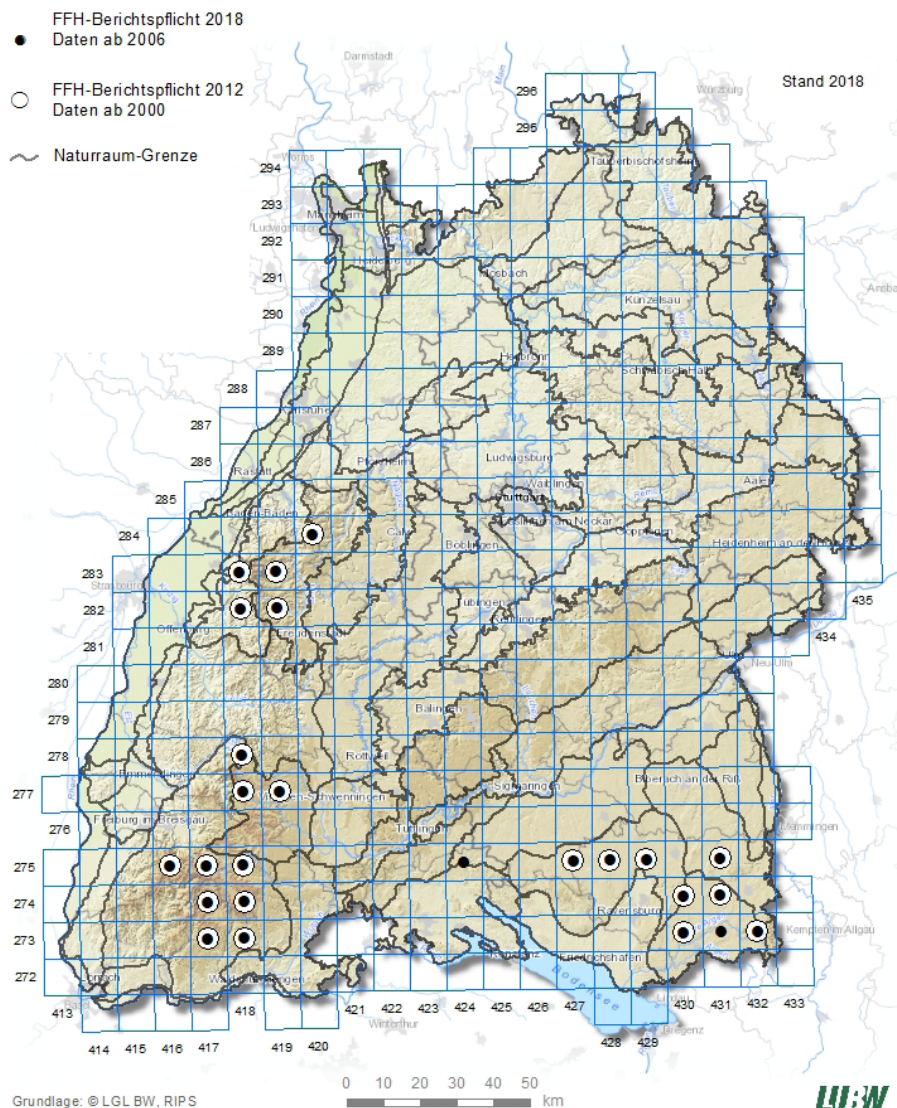 FFH-Berichtspflicht 2018
Daten ab 2006
FFH-Berichtspflicht 2012
Daten ab 2000
Naturraum-Grenze
Stand 2018
Darmstadt
Main
Würzburg
296
295
Tauberbischofsheim
Worms
294
293
Mannheim
Ludwigshafen
292
Heidelberg
291
Mosbach
Rhein
Künzelsau
290
289
Heilbronn
Schwäbisch Hall
288
Karlsruhe
287
Pforzheim
Ludwigsburg
286
Rastatt
Waiblingen
Rems
Aalen
285
Stuttgart
Baden-Baden
Esslingen am Neckar
284
Calw
Göppingen
Böblingen
Heidenheim an der Brenz
283
Strasbourg
Tübingen
435
282
Reutlingen
Offenburg
434
281
Freudenstadt
Neu-Ulm
280
Balingen
279
Rottweil
278
Emmendingen
Sigmaringen
Biberach an der Riß
277
Villingen-Schwenningen
Freiburg im Breisgau
Tuttlingen
276
Memmingen
275
274
Ravensburg
Kempten im Allgäu
273
Konstanz
Friedrichshafen
272
Lörrach
Waldshut-Tiengen
Bodensee
Basel
413
414
415
416
417
418
419
420
421
422
423
424
425
426
427
428
429
430
431
432
433
Lindau
Winterthur
Bregenz
0 10 20 30 40 50
km
Grundlage: © LGL BW, RIPS
LUBW